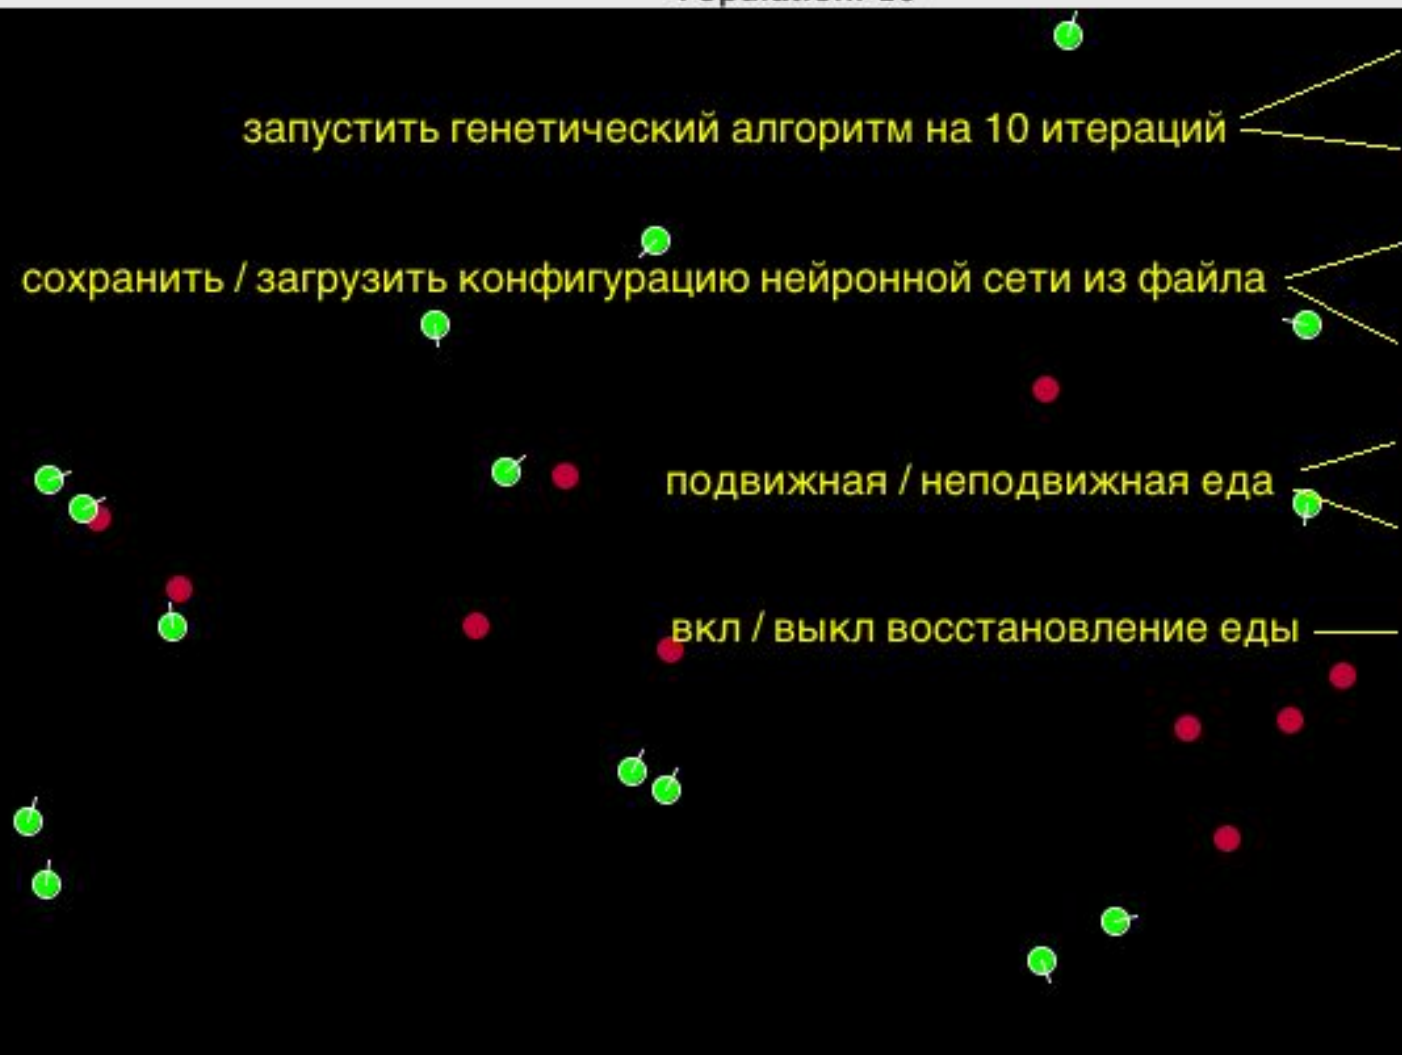 запустить генетический алгоритм на 10 итераций
сохранить / загрузить конфигурацию нейронной сети из файла
подвижная / неподвижная еда
вкл / выкл восстановление еды